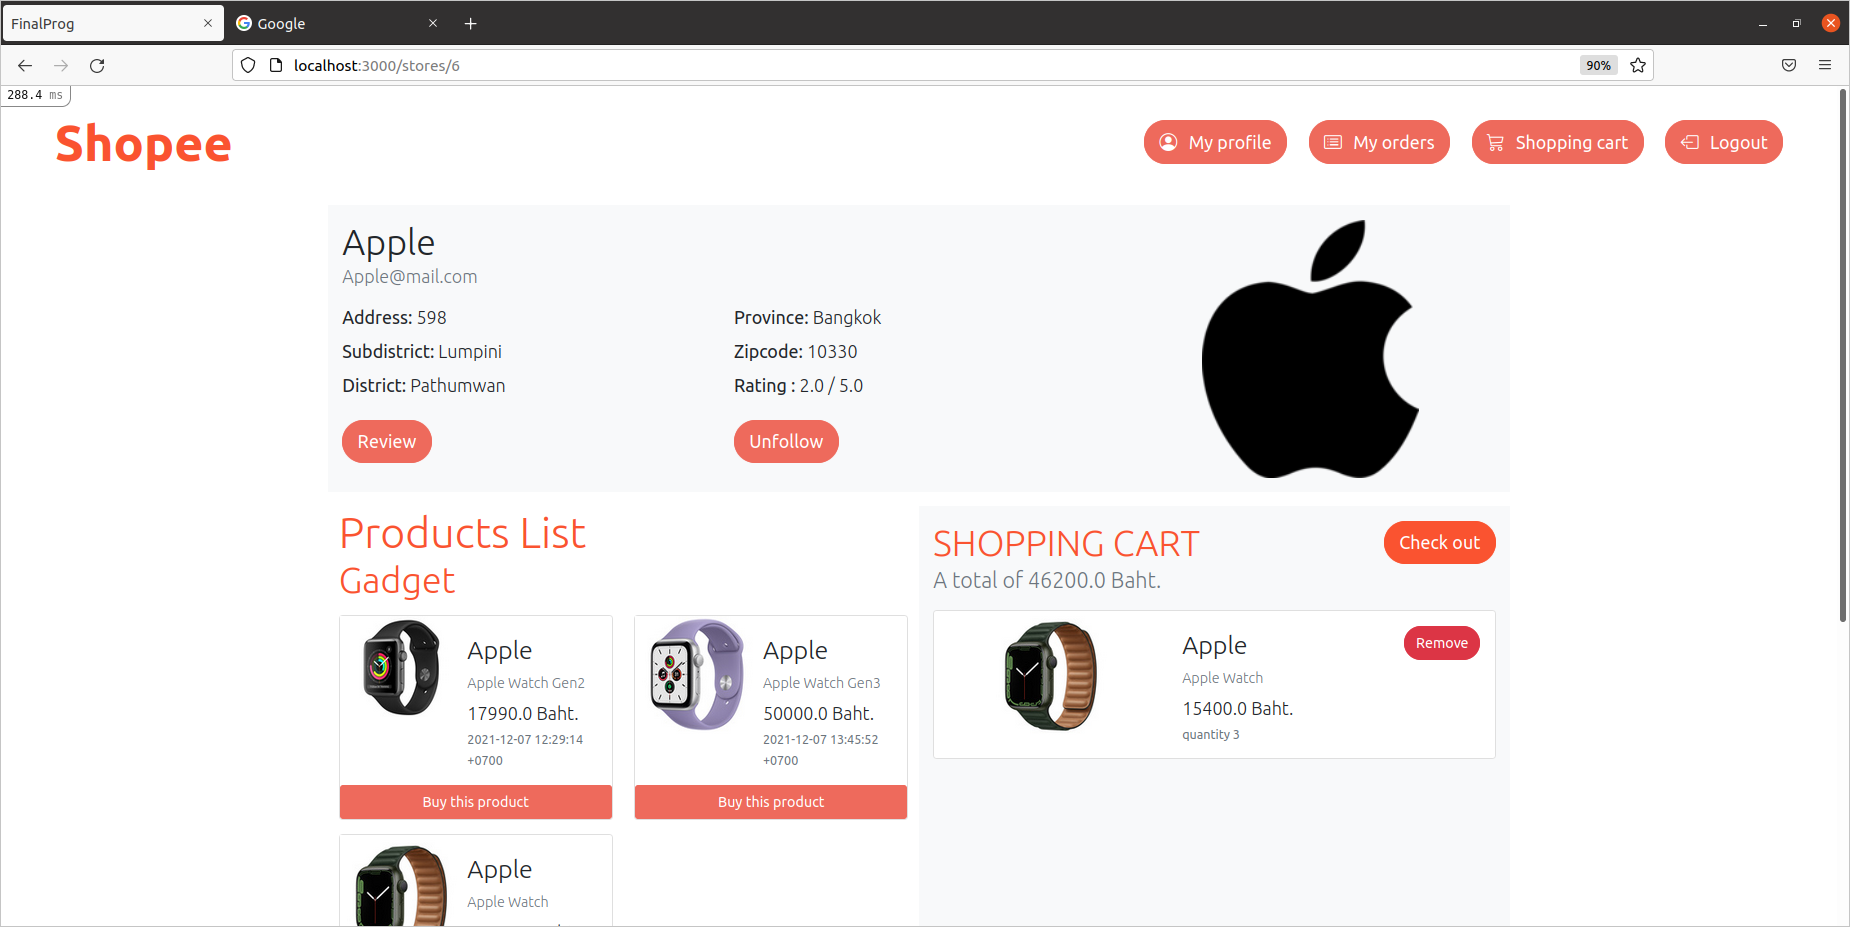 FinalProg
Google
localhost:3000/stores/6
90%
288.4 ms
Shopee
My profile
My orders
Shopping cart
Logout
Apple
Apple@mail.com
Address: 598
Province: Bangkok
Subdistrict: Lumpini
Zipcode: 10330
District: Pathumwan
Rating : 2.0 / 5.0
Review
Unfollow
Products List
Gadget
Apple
Apple Watch Gen2
17990.0 Baht.
2021-12-07 12:29:14
+0700
Buy this product
Apple
Apple Watch Gen3
50000.0 Baht.
2021-12-07 13:45:52
+0700
Buy this product
Apple
Apple Watch
SHOPPING CART
Check out
A total of 46200.0 Baht.
Apple
Remove
Apple Watch
15400.0 Baht.
quantity 3